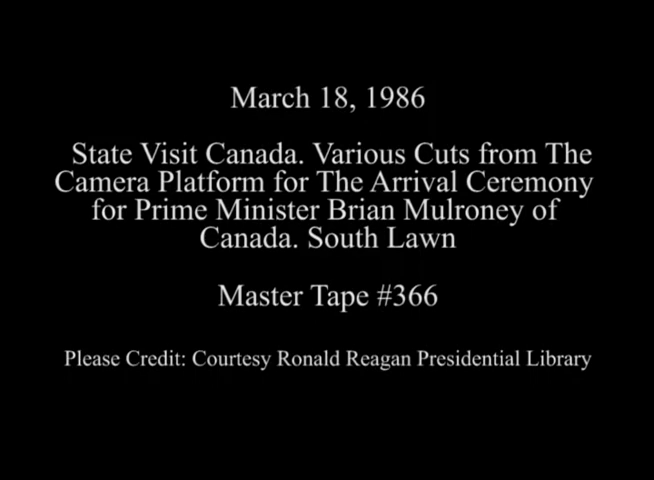 March 18, 1986
State Visit Canada. Various Cuts from The
Camera Platform for The Arrival Ceremony
for Prime Minister Brian Mulroney of
Canada. South Lawn
Master Tape #366
Please Credit: Courtesy Ronald Reagan Presidential Library